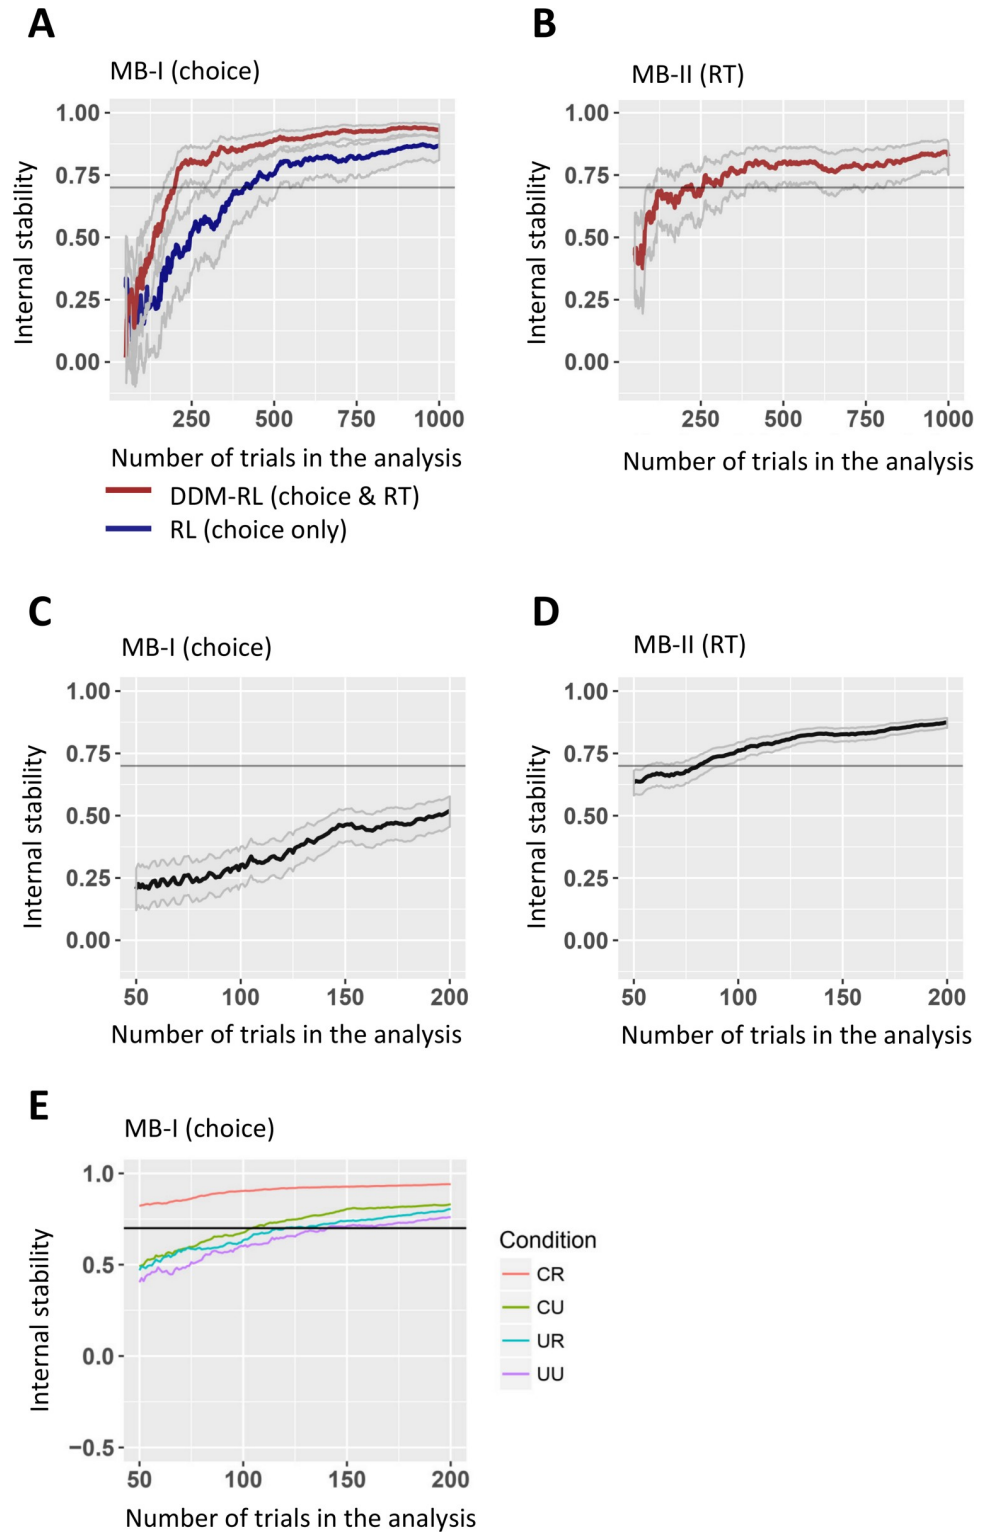 A
MB-I (choice)
1.00
0.75
0.50
0.25
0.00
Internal stability
250 500 750 1000
Number of trials in the analysis
DDM-RL (choice & RT)
RL (choice only)
B
MB-II (RT)
1.00
0.75
0.50
0.25
0.00
Internal stability
250 500 750 1000
Number of trials in the analysis
C
MB-I (choice)
1.00
0.75
0.50
0.25
0.00
Internal stability
50 100 150 200
Number of trials in the analysis
D
MB-II (RT)
1.00
0.75
0.50
0.25
0.00
Internal stability
50 100 150 200
Number of trials in the analysis
E
MB-I (choice)
1.0
0.5
0.0
−0.5
Internal stability
50 100 150 200
Number of trials in the analysis
Condition
CR
CU
UR
UU